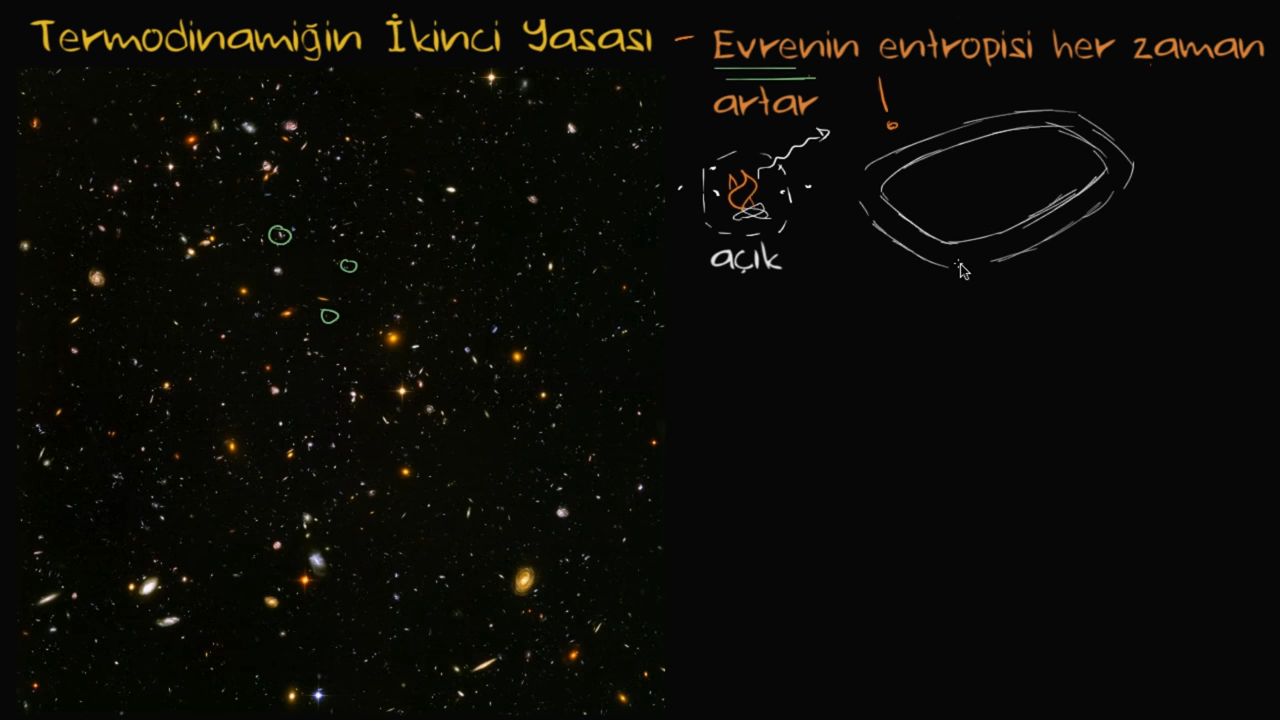 Termodinamiğin İkinci Yasası - Evrenin entropisi her zaman
artar !
açık